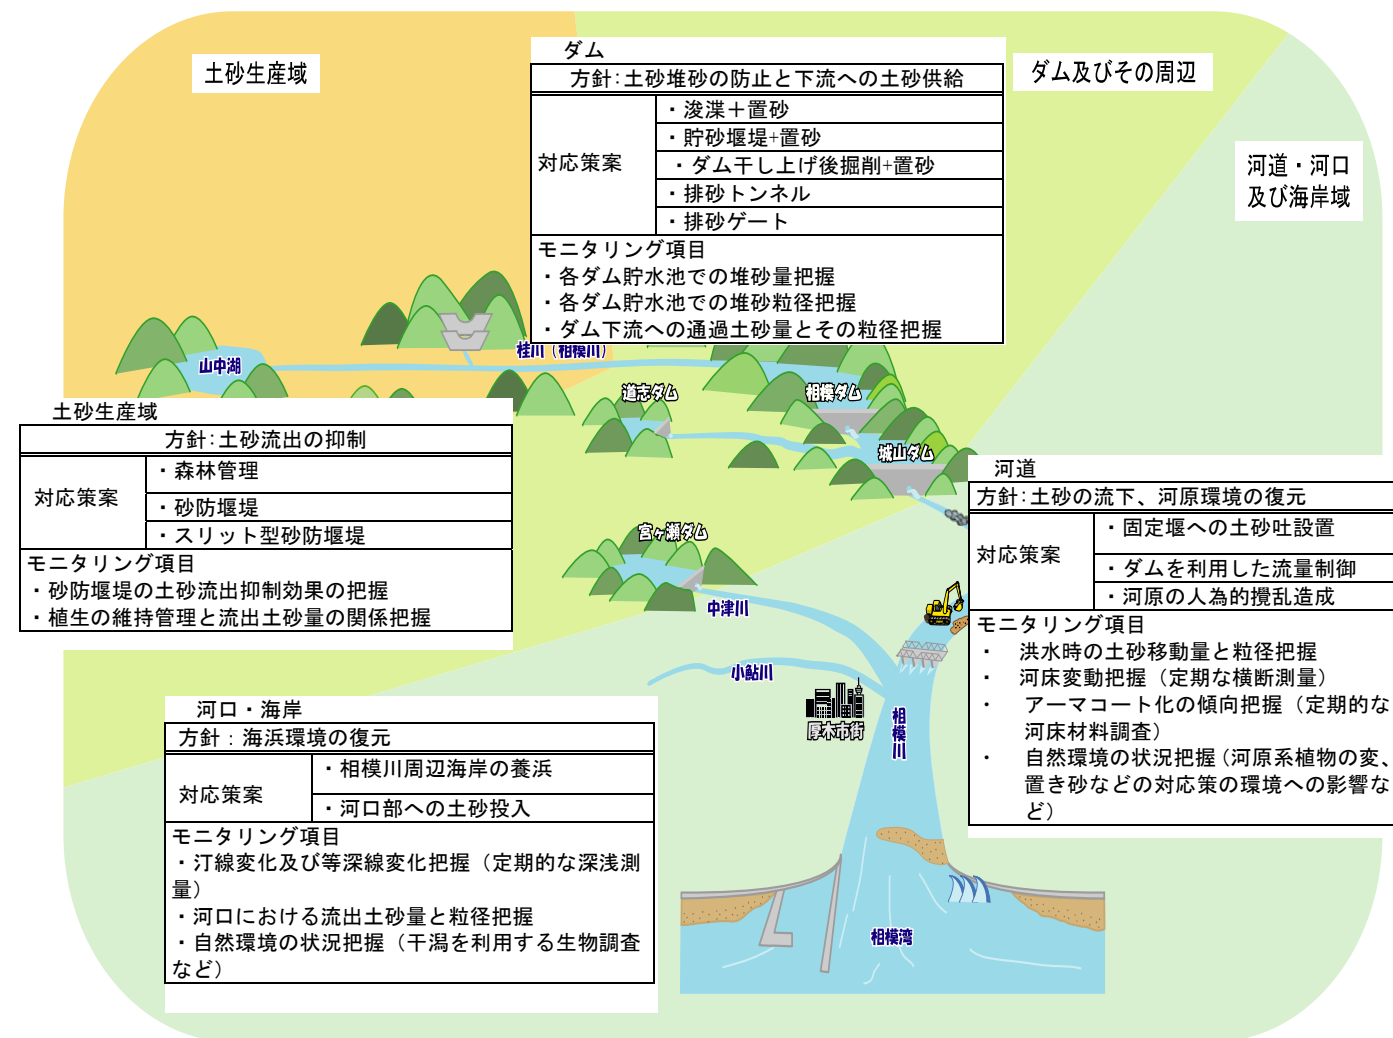 土砂生産域
ダム及びその周辺
河道・河口
及び海岸域
ダム
方針:土砂堆砂の防止と下流への土砂供給
対応策案
・浚渫＋置砂
・貯砂堰堤+置砂
・ダム干し上げ後掘削+置砂
・排砂トンネル
・排砂ゲート
モニタリング項目
・各ダム貯水池での堆砂量把握
・各ダム貯水池での堆砂粒径把握
・ダム下流への通過土砂量とその粒径把握
山中湖
桂川（相模川）
道志ダム
相模ダム
城山ダム
宮ヶ瀬ダム
中津川
小鮎川
厚木市街
相模川
相模湾
土砂生産域
方針:土砂流出の抑制
対応策案
・森林管理
・砂防堰堤
・スリット型砂防堰堤
モニタリング項目
・砂防堰堤の土砂流出抑制効果の把握
・植生の維持管理と流出土砂量の関係把握
河道
方針:土砂の流下、河原環境の復元
対応策案
・固定堰への土砂吐設置
・ダムを利用した流量制御
・河原の人為的攪乱造成
モニタリング項目
・ 洪水時の土砂移動量と粒径把握
・ 河床変動把握（定期な横断測量）
・ アーマコート化の傾向把握（定期的な
河床材料調査）
・ 自然環境の状況把握（河原系植物の変、
置き砂などの対応策の環境への影響な
ど）
河口・海岸
方針：海浜環境の復元
対応策案
・相模川周辺海岸の養浜
・河口部への土砂投入
モニタリング項目
・汀線変化及び等深線変化把握（定期的な深浅測
量）
・河口における流出土砂量と粒径把握
・自然環境の状況把握（干潟を利用する生物調査
など）